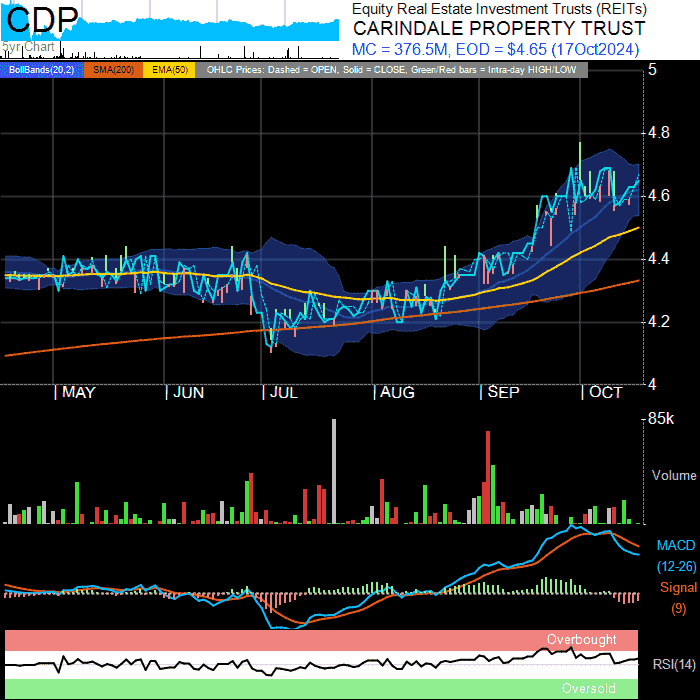 CDP
5yr Chart
Equity Real Estate Investment Trusts (REITs)
CARINDALE PROPERTY TRUST
MC = 376.5M, EOD = $4.65 (17Oct2024)
BollBands(20,2) SMA(200) EMA(50) OHLC Prices: Dashed = OPEN, Solid = CLOSE, Green/Red bars = Intra-day HIGH/LOW
5
4.8
4.6
4.4
4.2
4
MAY JUN JUL AUG SEP OCT
85k
Volume
MACD
(12-26)
Signal
(9)
Overbought
RSI(14)
Oversold